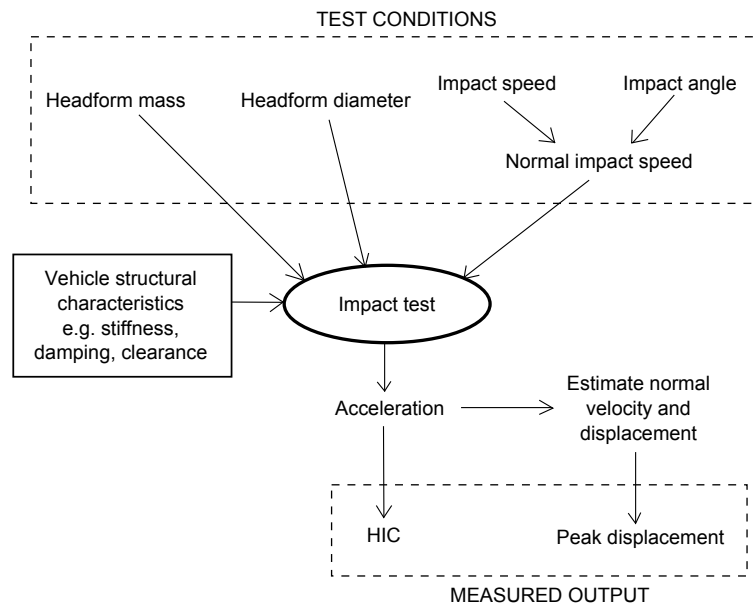 TEST CONDITIONS
Impact speed
Impact angle
Headform mass
Headform diameter
Normal impact speed
Vehicle structural
characteristics
e.g. stiffness,
damping, clearance
Impact test
Acceleration
Estimate normal
velocity and
displacement
HIC
Peak displacement
MEASURED OUTPUT